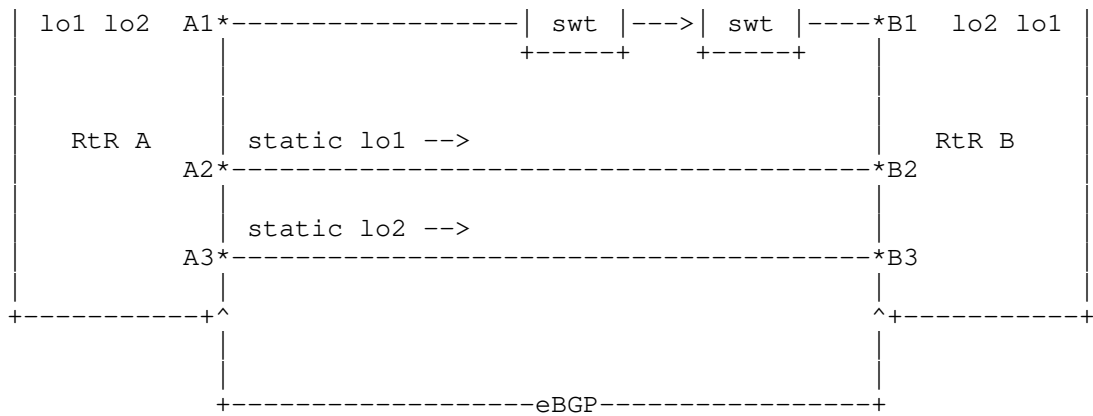 lo1 lo2 A1*------------------| swt |--->| swt |----*B1 lo2 lo1
RtR A static lo1 --> RtR B
A2*----------------------------------------*B2
static lo2 -->
A3*----------------------------------------*B3
eBGP